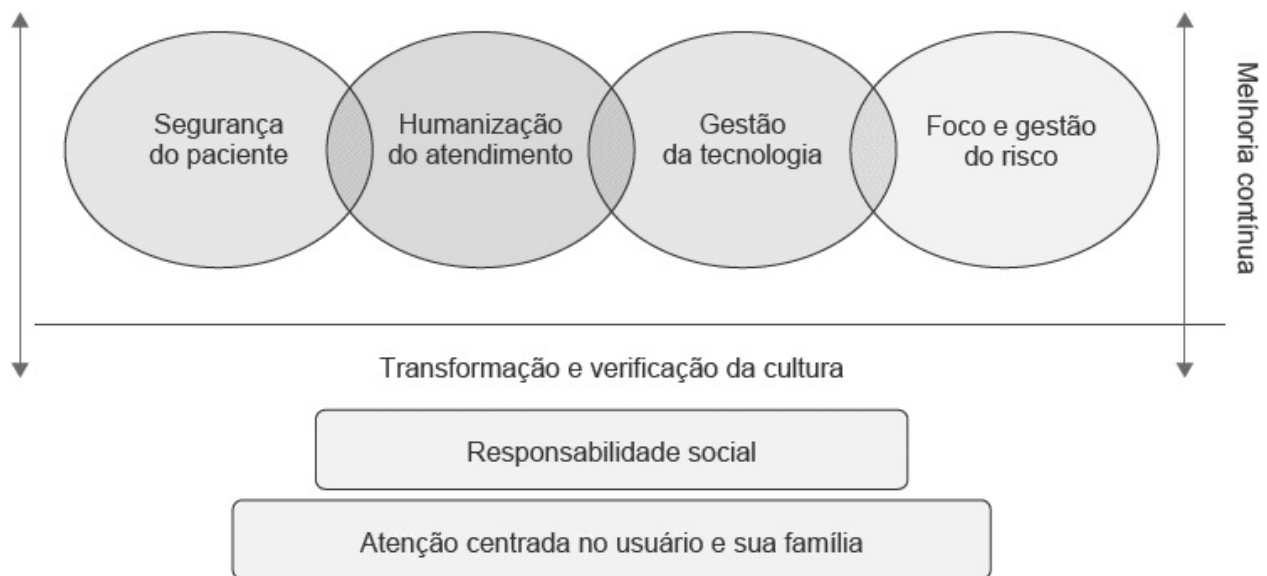 Segurança
do paciente
Humanização
do atendimento
Gestão
da tecnologia
Foco e gestão
do risco
Melhoria contínua
Transformação e verificação da cultura
Responsabilidade social
Atenção centrada no usuário e sua família